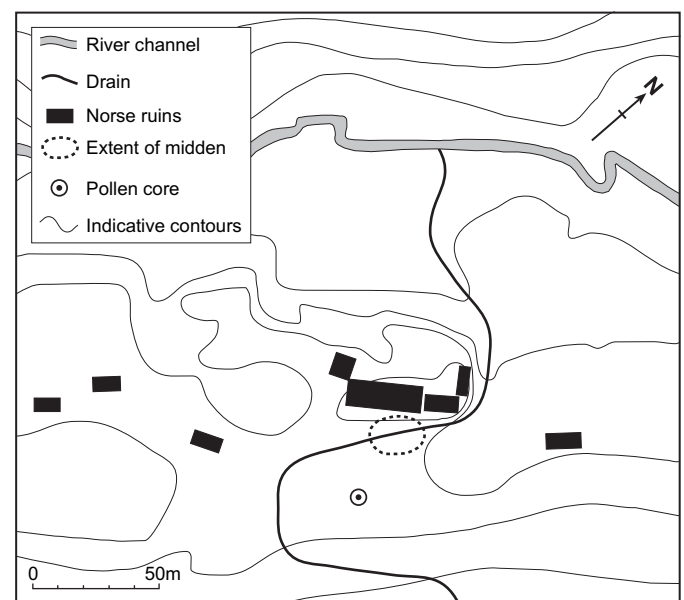 River channel
Drain
Norse ruins
Extent of midden
Pollen core
Indicative contours
N
0 50m